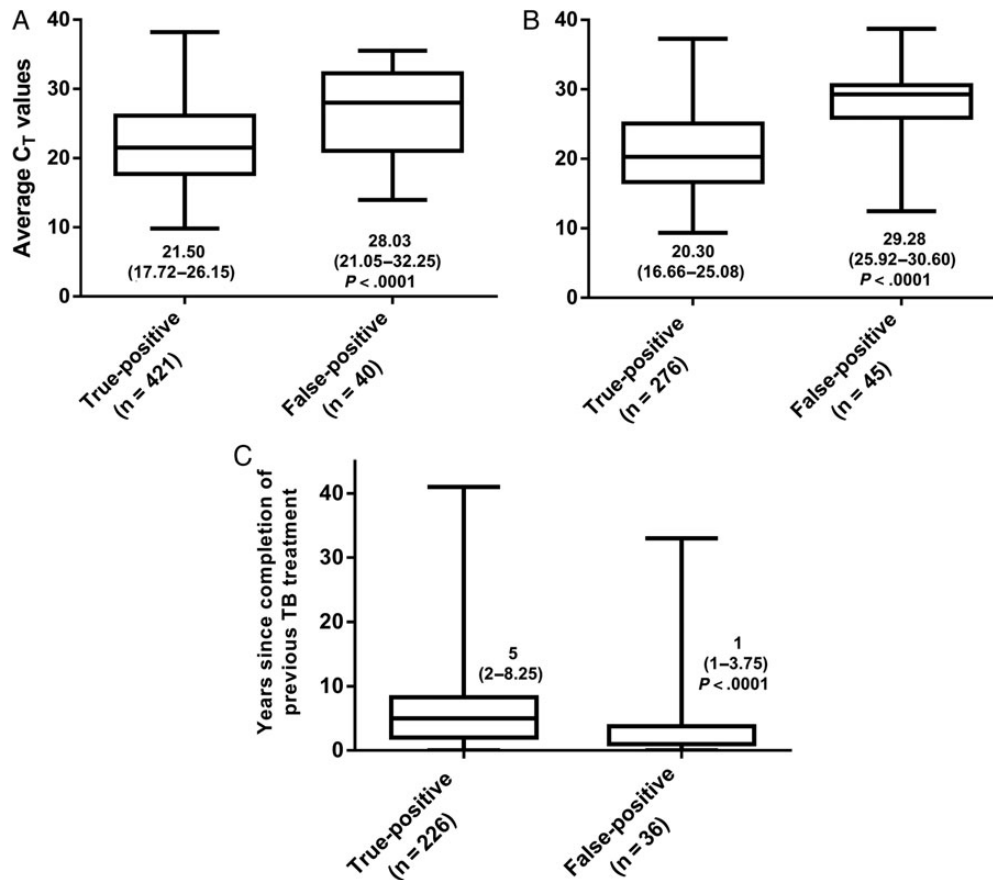 A
Average CT values
40
30
20
10
0
21.50
(17.72–26.15)
28.03
(21.05–32.25)
P < .0001
True-positive
(n = 421)
False-positive
(n = 40)
B
40
30
20
10
0
20.30
(16.66–25.08)
29.28
(25.92–30.60)
P < .0001
True-positive
(n = 276)
False-positive
(n = 45)
C
Years since completion of
previous TB treatment
40
30
20
10
0
5
(2–8.25)
1
(1–3.75)
P < .0001
True-positive
(n = 226)
False-positive
(n = 36)